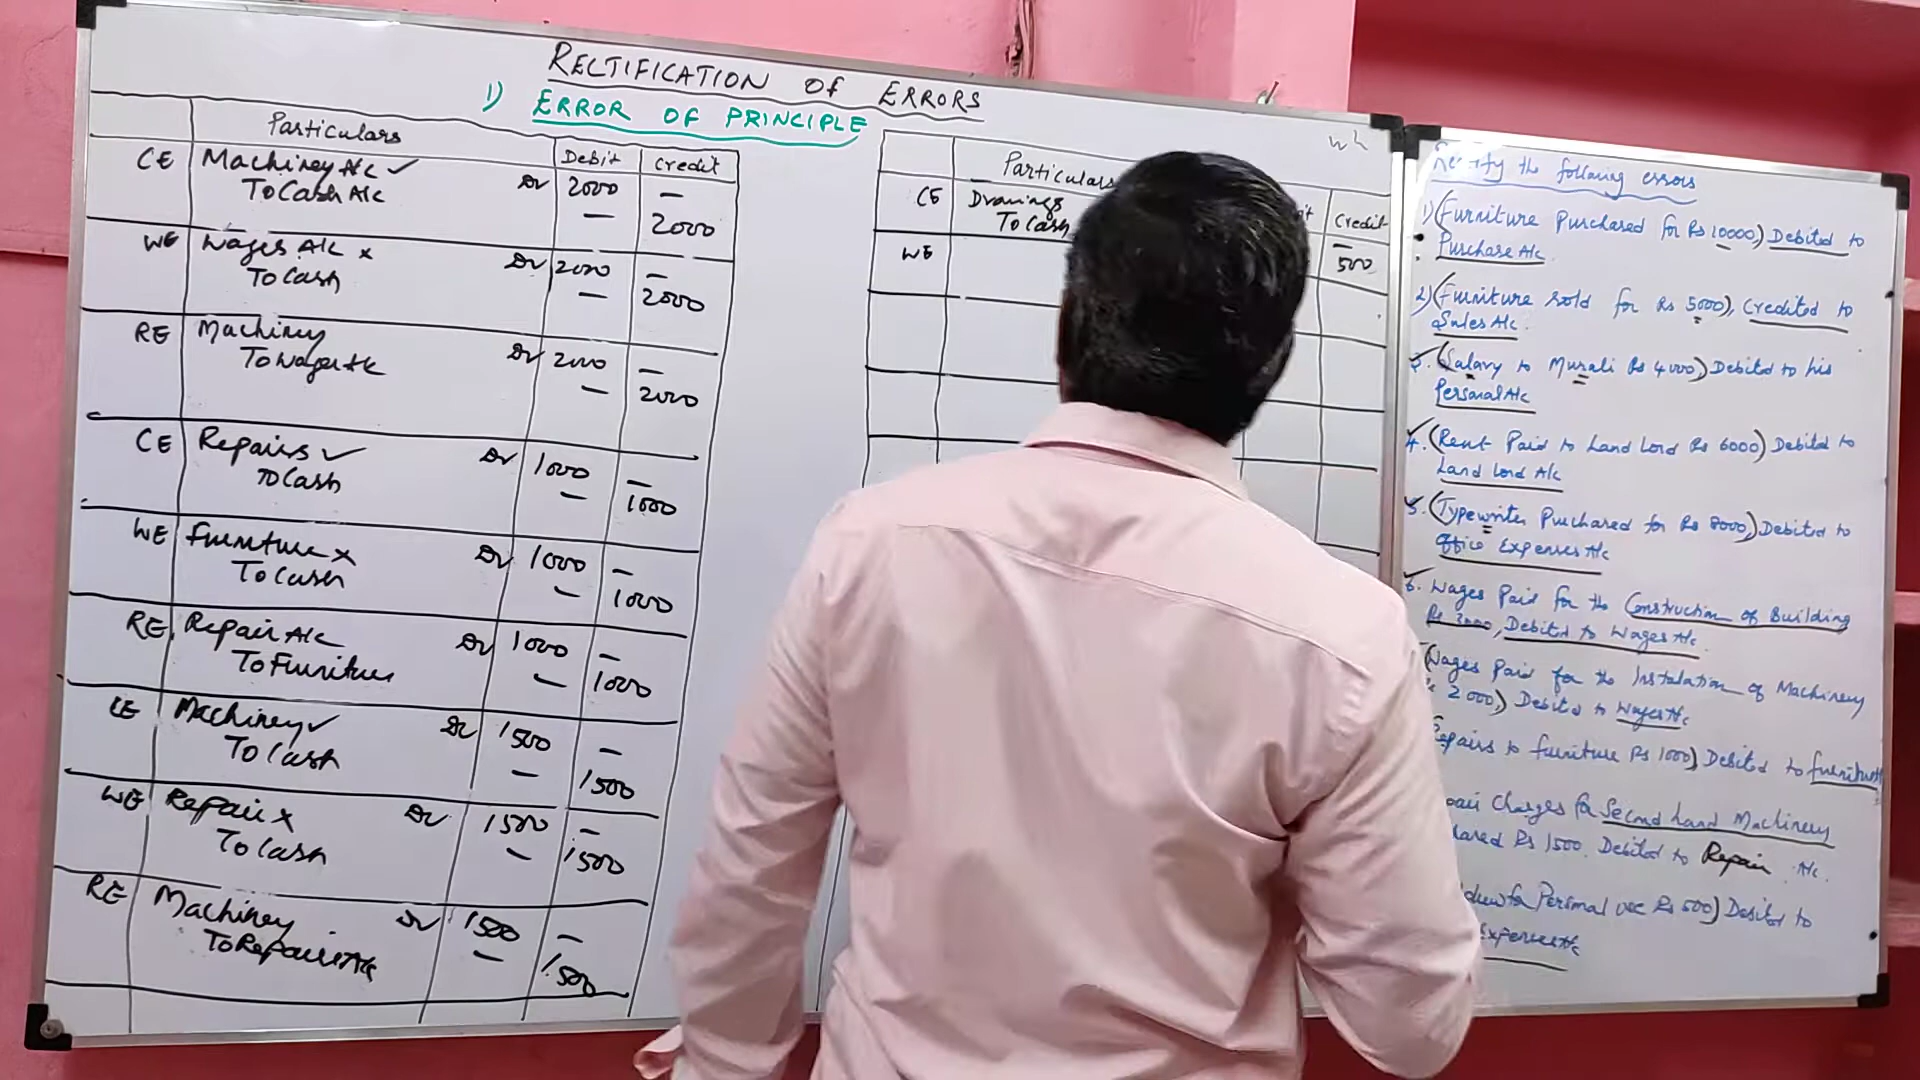 RECTIFICATION OF ERRORS
1) ERROR OF PRINCIPLE
Particulars Debit Credit
CE Machinery A/c ✓ Dr 2000 –
To Cash A/c – 2000
WE Wages A/c x Dr 2000 –
To Cash – 2000
RE Machinery Dr 2000 –
To Wages A/c – 2000
CE Repairs ✓ Dr 1000 –
To Cash – 1000
WE Furniture x Dr 1000 –
To Cash – 1000
RE Repair A/c Dr 1000 –
To Furniture – 1000
CE Machinery ✓ Dr 1500 –
To Cash – 1500
WE Repair x Dr 1500 –
To Cash – 1500
RE Machinery Dr 1500 –
To Repairs A/c – 1500
Particulars Credit
CE Drawings –
To Cash 500
WE
the following errors
1) (Furniture Purchased for Rs 10000,) Debited to
Purchase A/c.
2) (Furniture sold for Rs 5000), Credited to
Sales A/c.
3. (Salary to Murali Rs 4000,) Debited to his
Personal A/c
4. (Rent Paid to Land Lord Rs 6000) Debited to
Land Lord A/c
5. (Typewriter Purchared for Rs 8000,) Debited to
Office Expenses A/c
6. Wages Paid for the Construction of Building
Rs 3000, Debited to Wages A/c.
Wages Paid for the Instalation of Machinery
2000,) Debited to Wages A/c
Repairs to furniture Rs 1000) Debited to furniture
Charges for Second hand Machinery
Rs 1500. Debited to Repair A/c.
for Personal use Rs 500) Debited to
Expenses A/c